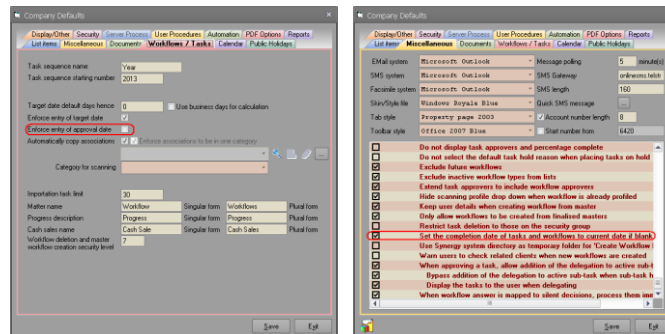 Company Defaults
Display/Other Security Server Process User Procedures Automation PDF Options Reports
List items Miscellaneous Documents Workflows / Tasks Calendar Public Holidays
Task sequence name Year
Task sequence starting number 2013
Target date default days hence 0 Use business days for calculation
Enforce entry of target date
Enforce entry of approval date
Automatically copy associations Enforce associations to be in one category
Category for scanning
Importation task limit 30
Matter name Workflow Singular form Workflows Plural form
Progress description Progress Singular form Progress Plural form
Cash sales name Cash Sale Singular form Cash Sales Plural form
Workflow deletion and master workflow creation security level 7
Save Exit
Company Defaults
Display/Other Security Server Process User Procedures Automation PDF Options Reports
List items Miscellaneous Documents Workflows / Tasks Calendar Public Holidays
EMail system Microsoft Outlook Message polling 5 minute(s)
SMS system Microsoft Outlook SMS Gateway
Facsimile system Microsoft Outlook SMS length 160
Skin/Style file Windows Royale Blue Quick SMS message ...
Tab style Property page 2003 Account number length 8
Toolbar style Office 2007 Blue Start number from 6420
Do not display task approvers and percentage complete
Do not select the default task hold reason when placing tasks on hold
Exclude future workflows
Exclude inactive workflow types from lists
Extend task approvers to include workflow approvers
Hide scanning profile drop down when workflow is already profiled
Keep user details when creating workflow from master
Only allow workflows to be created from finalised masters
Restrict task deletion to those on the security group
Set the completion date of tasks and workflows to current date if blank
Use Synergy system directory as temporary folder for 'Create Workflow
Warn users to check related clients when new workflows are created
When approving a task, allow addition of the delegation to active sub-t
Bypass addition of the delegation to active sub-task when sub-task h
Display the tasks to the user when delegating
When workflow answer is mapped to silent decisions, process them imm
Save Exit